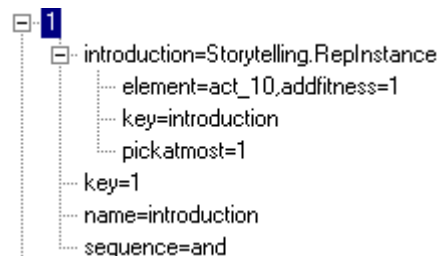 1
introduction=Storytelling.RepInstance
element=act_10,addfitness=1
key=introduction
pickatmost=1
key=1
name=introduction
sequence=and